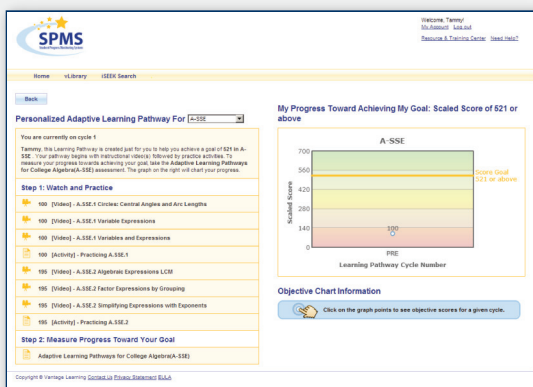 Welcome, Tammy!
My Account Log out
Resource & Training Center Need Help?
SPMS
Home vLibrary iSEEK Search
Back
Personalized Adaptive Learning Pathway For A-SSE
You are currently on cycle 1
Tammy, this Learning Pathway is created just for you to help you achieve a goal of 521 in A-
SSE . Your pathway begins with instructional video(s) followed by practice activities. To
measure your progress towards achieving your goal, take the Adaptive Learning Pathways
for College Algebra(A-SSE) assessment. The graph on the right will chart your progress.
Step 1: Watch and Practice
100 [Video] - A.SSE.1 Circles: Central Angles and Arc Lengths
100 [Video] - A.SSE.1 Variable Expressions
100 [Video] - A.SSE.1 Variables and Expressions
100 [Activity] - Practicing A.SSE.1
195 [Video] - A.SSE.2 Algebraic Expressions LCM
195 [Video] - A.SSE.2 Factor Expressions by Grouping
195 [Video] - A.SSE.2 Simplifying Expressions with Exponents
195 [Activity] - Practicing A.SSE.2
Step 2: Measure Progress Toward Your Goal
Adaptive Learning Pathways for College Algebra(A-SSE)
My Progress Toward Achieving My Goal: Scaled Score of 521 or
above
A-SSE
700
560
420
280
140
0
Scaled Score
Score Goal
521 or above
100
PRE
Learning Pathway Cycle Number
Objective Chart Information
Click on the graph points to see objective scores for a given cycle.
Copyright © Vantage Learning Contact Us Privacy Statement EULA